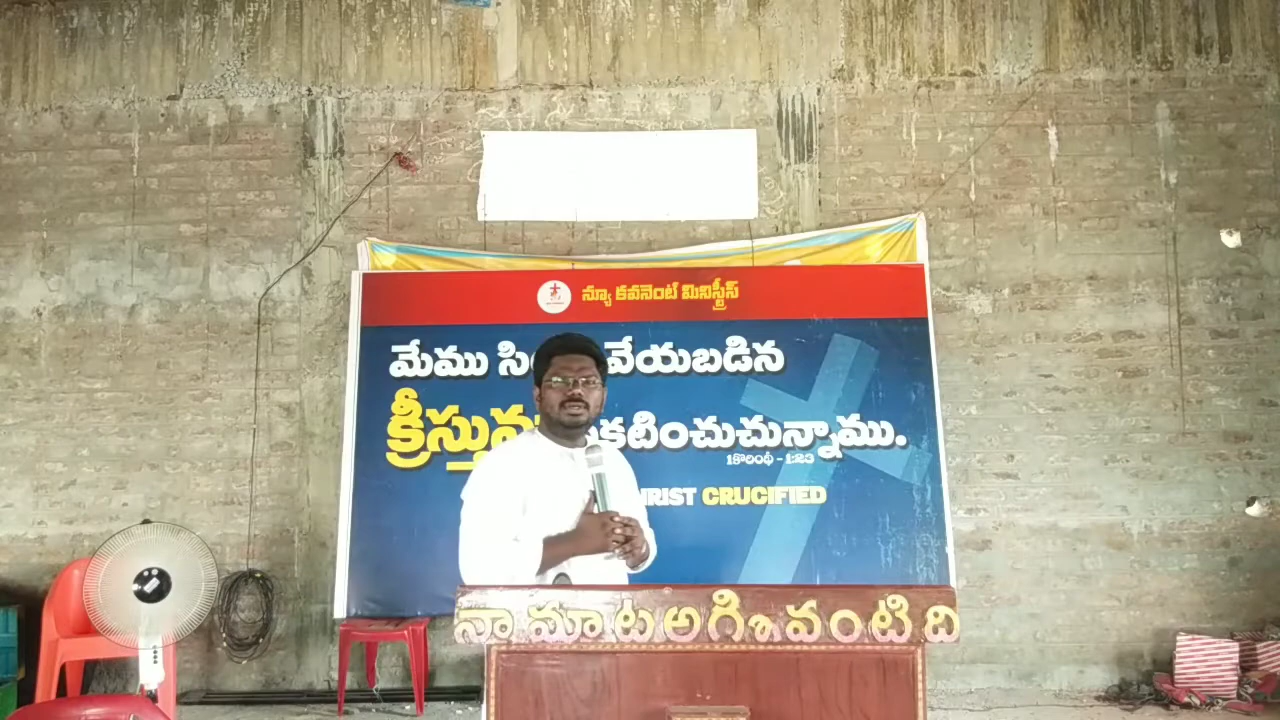 న్యూ కవనెంట్ మినిస్ట్రీస్
మేము వేయబడిన
క్రీస్తును చుచున్నాము.
1కొరింథీ - 1:23
CRUCIFIED
నా మాట అగ్నివంటిది